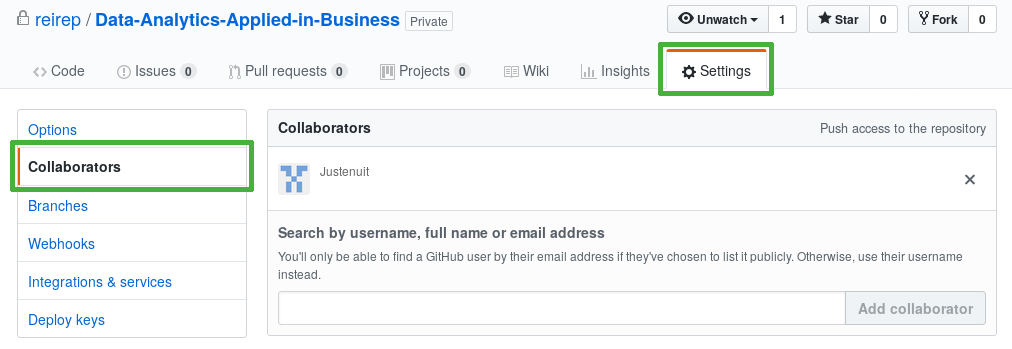 reirep / Data-Analytics-Applied-in-Business Private Unwatch 1 Star 0 Fork 0
Code Issues 0 Pull requests 0 Projects 0 Wiki Insights Settings
Options
Collaborators
Branches
Webhooks
Integrations & services
Deploy keys
Collaborators Push access to the repository
Justenuit
Search by username, full name or email address
You'll only be able to find a GitHub user by their email address if they've chosen to list it publicly. Otherwise, use their username
instead.
Add collaborator